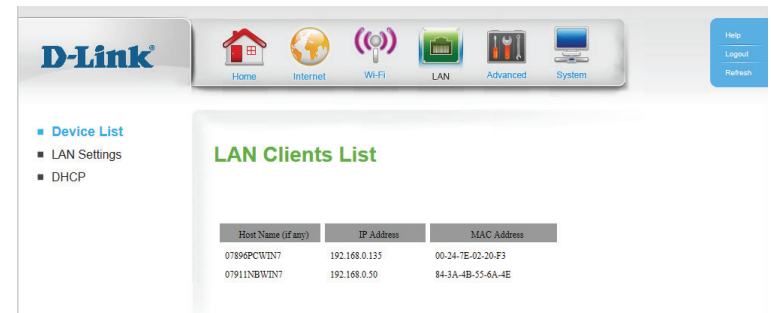 D-Link®
Home Internet Wi-Fi LAN Advanced System
Help
Logout
Refresh
Device List
LAN Settings
DHCP
LAN Clients List
Host Name (if any) IP Address MAC Address
07896PCWIN7 192.168.0.135 00-24-7E-02-20-F3
07911NBWIN7 192.168.0.50 84-3A-4B-55-6A-4E